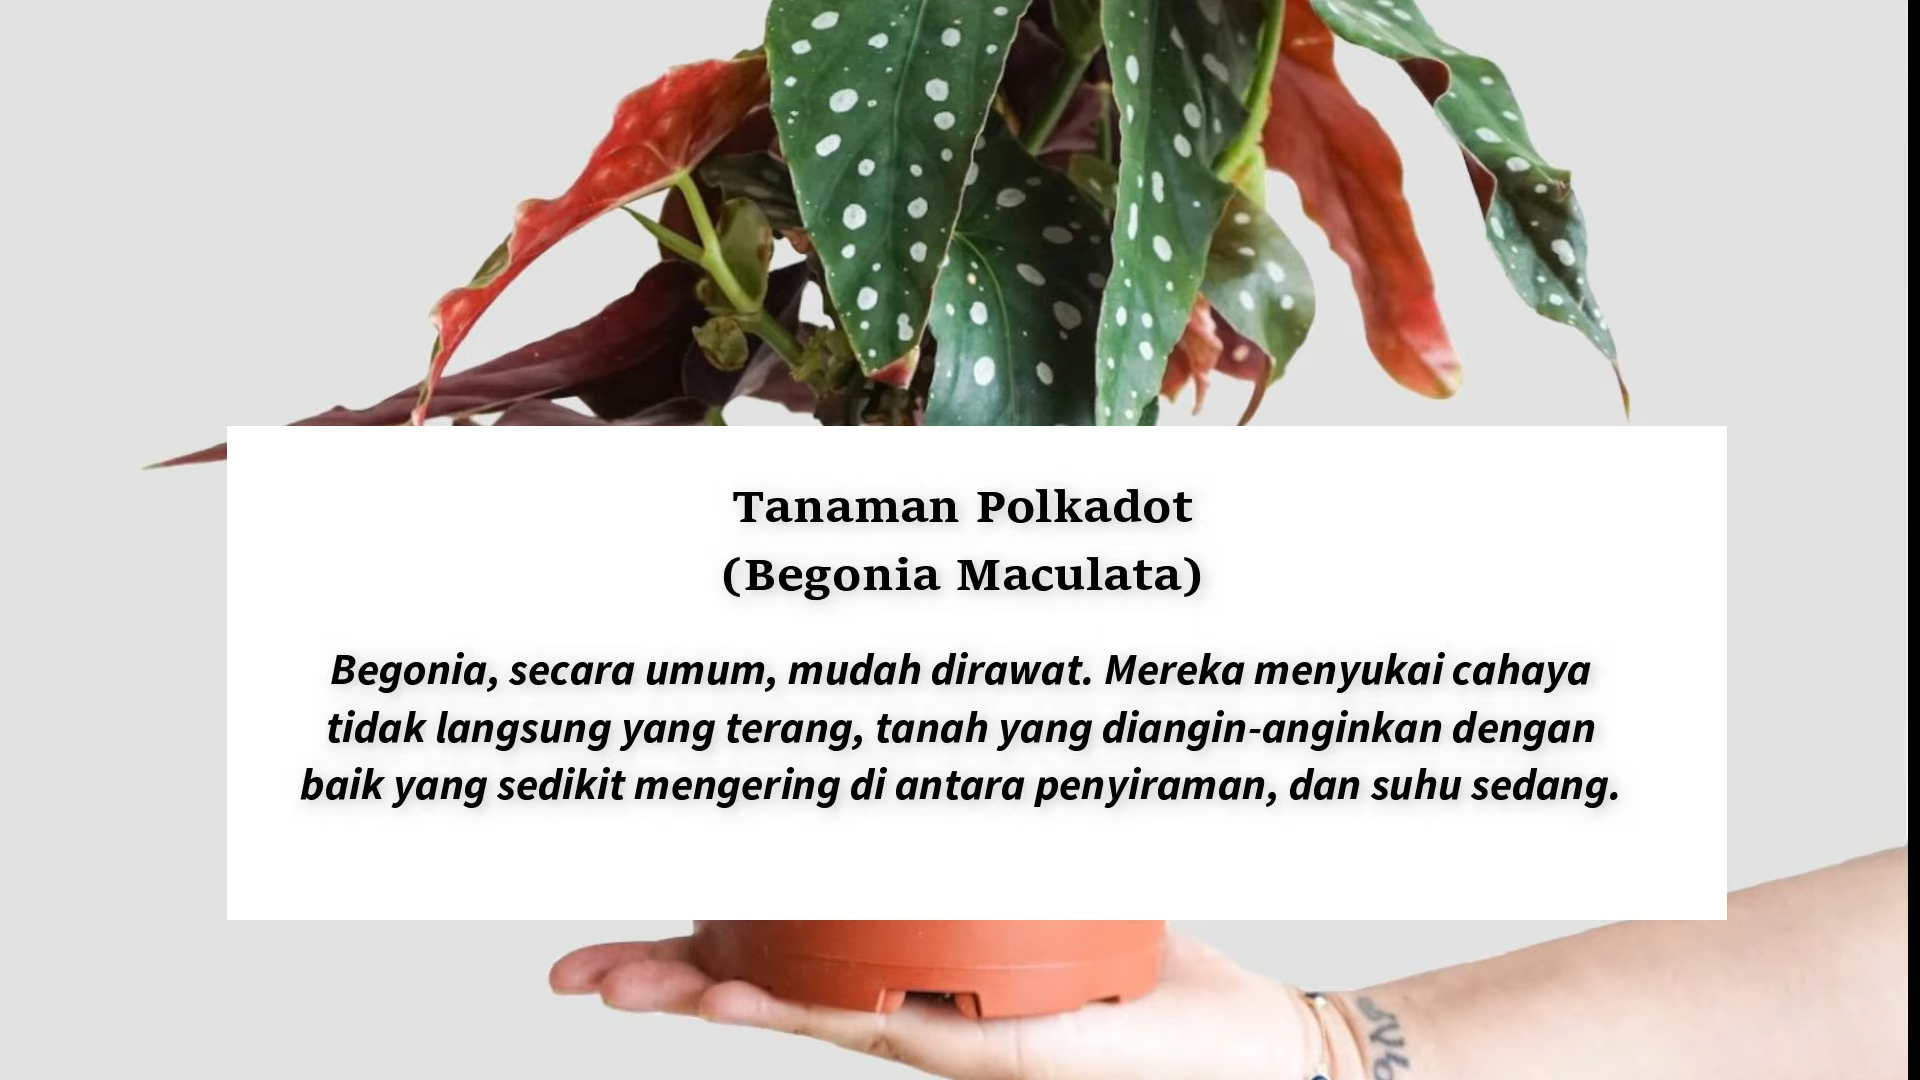 Tanaman Polkadot
(Begonia Maculata)
Begonia, secara umum, mudah dirawat. Mereka menyukai cahaya
tidak langsung yang terang, tanah yang diangin-anginkan dengan
baik yang sedikit mengering di antara penyiraman, dan suhu sedang.